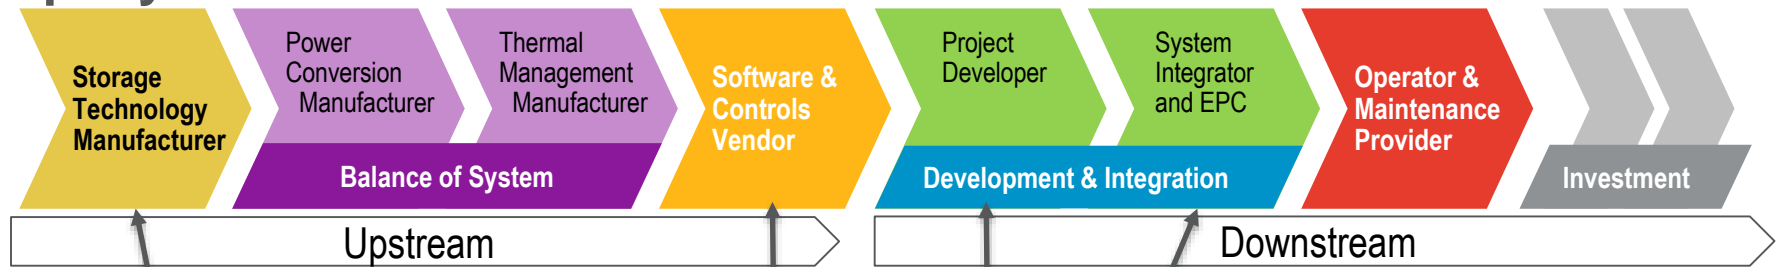 Storage
Technology
Manufacturer
Power
Conversion
Manufacturer
Thermal
Management
Manufacturer
Balance of System
Software &
Controls
Vendor
Project
Developer
System
Integrator
and EPC
Development & Integration
Operator &
Maintenance
Provider
Investment
Upstream
Downstream